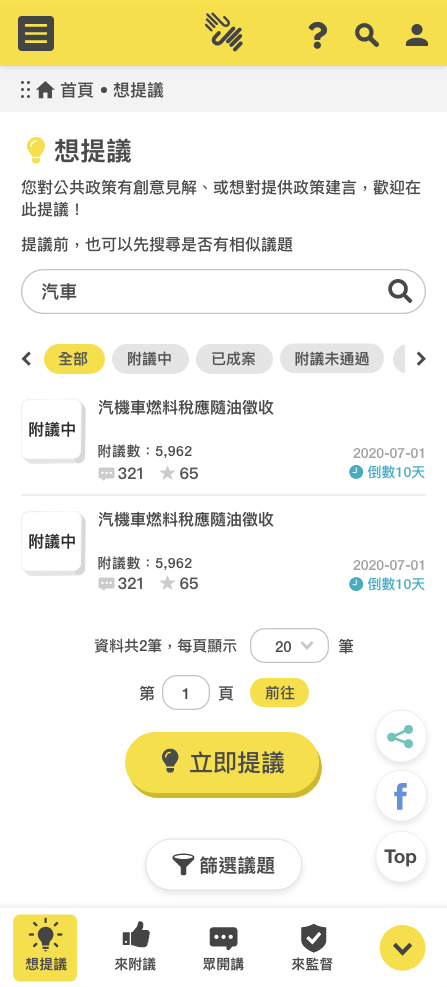 首頁 • 想提議
想提議
您對公共政策有創意見解、或想對提供政策建言，歡迎在
此提議！
提議前，也可以先搜尋是否有相似議題
汽車
全部 附議中 已成案 附議未通過
附議中
汽機車燃料稅應隨油徵收
附議數：5,962
321 65
2020-07-01
倒數10天
附議中
汽機車燃料稅應隨油徵收
附議數：5,962
321 65
2020-07-01
倒數10天
資料共2筆，每頁顯示 20 筆
第 1 頁 前往
立即提議
Top
篩選議題
想提議 來附議 眾開講 來監督